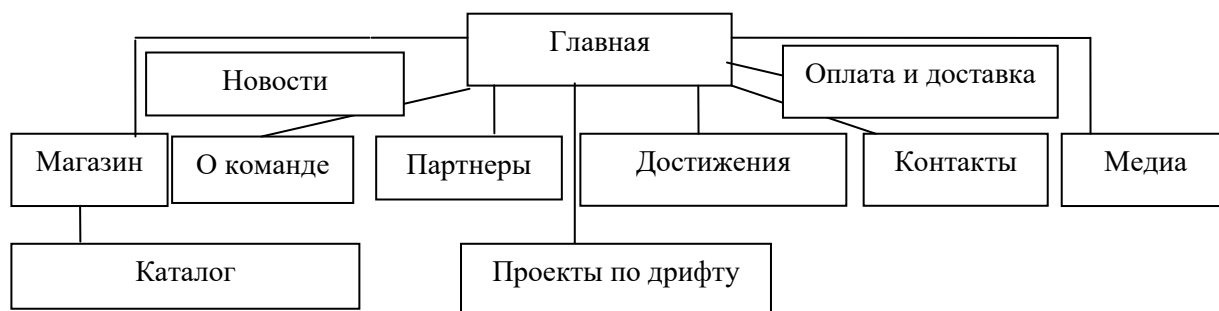 Главная
Новости
Оплата и доставка
Магазин
О команде
Партнеры
Достижения
Контакты
Медиа
Каталог
Проекты по дрифту